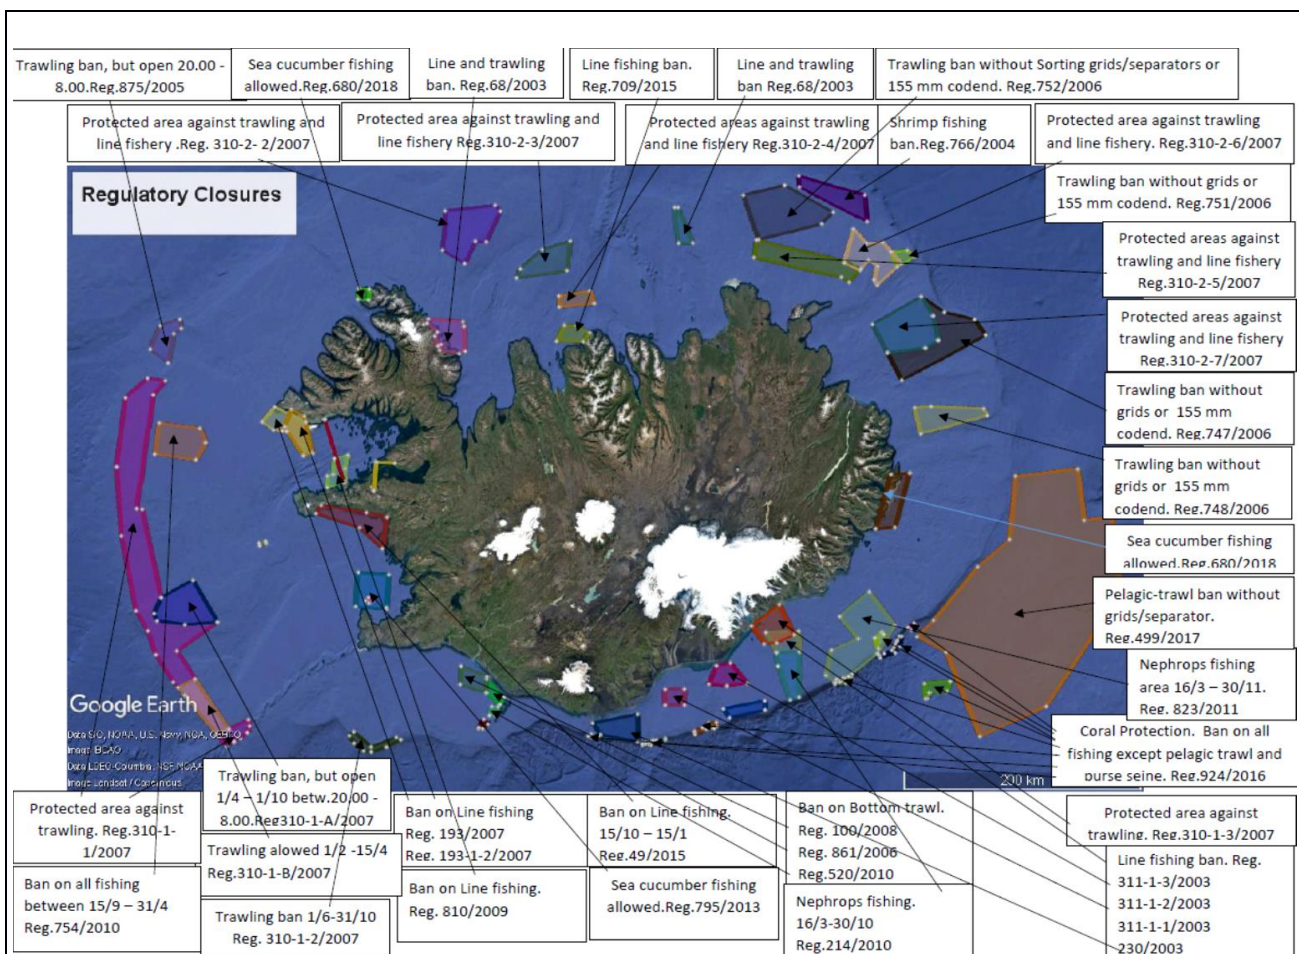 Trawling ban, but open 20.00 -
8.00.Reg.875/2005
Sea cucumber fishing
allowed.Reg.680/2018
Line and trawling
ban. Reg.68/2003
Line fishing ban.
Reg.709/2015
Line and trawling
ban Reg.68/2003
Trawling ban without Sorting grids/separators or
155 mm codend. Reg.752/2006
Protected area against trawling and
line fishery .Reg. 310-2- 2/2007
Protected area against trawling and
line fishery Reg.310-2-3/2007
Protected areas against trawling
and line fishery Reg.310-2-4/2007
Shrimp fishing
ban.Reg.766/2004
Protected area against trawling
and line fishery. Reg.310-2-6/2007
Trawling ban without grids or
155 mm codend. Reg.751/2006
Regulatory Closures
Protected areas against
trawling and line fishery
Reg.310-2-5/2007
Protected areas against
trawling and line fishery
Reg.310-2-7/2007
Trawling ban without
grids or 155 mm
codend. Reg.747/2006
Trawling ban without
grids or 155 mm
codend. Reg.748/2006
Sea cucumber fishing
allowed.Reg.680/2018
Pelagic-trawl ban without
grids/separator.
Reg.499/2017
Nephrops fishing
area 16/3 – 30/11.
Reg. 823/2011
Coral Protection. Ban on all
fishing except pelagic trawl and
purse seine. Reg.924/2016
Google Earth
Data SIO, NOAA, U.S. Navy, NGA, GEBCO
Image IBCAO
Data LDEO-Columbia, NSF, NOAA
Image Landsat / Copernicus
200 km
Protected area against
trawling. Reg.310-1-
1/2007
Trawling ban, but open
1/4 – 1/10 betw.20.00 -
8.00.Reg310-1-A/2007
Trawling alowed 1/2 -15/4
Reg.310-1-B/2007
Ban on all fishing
between 15/9 – 31/4
Reg.754/2010
Trawling ban 1/6-31/10
Reg. 310-1-2/2007
Ban on Line fishing
Reg. 193/2007
Reg. 193-1-2/2007
Ban on Line fishing.
Reg. 810/2009
Ban on Line fishing.
15/10 – 15/1
Reg.49/2015
Sea cucumber fishing
allowed.Reg.795/2013
Ban on Bottom trawl.
Reg. 100/2008
Reg. 861/2006
Reg.520/2010
Nephrops fishing.
16/3-30/10
Reg.214/2010
Protected area against
trawling. Reg.310-1-3/2007
Line fishing ban. Reg.
311-1-3/2003
311-1-2/2003
311-1-1/2003
230/2003